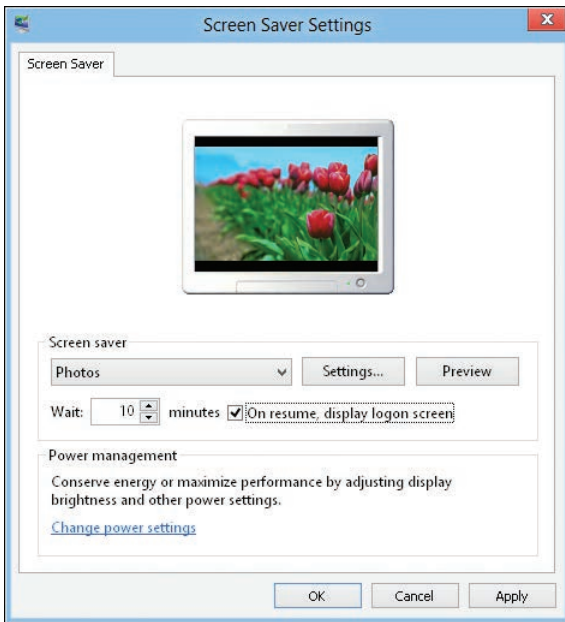 Screen Saver Settings
x
Screen Saver
Screen saver
Photos
Settings...
Preview
Wait: 10 minutes On resume, display logon screen
Power management
Conserve energy or maximize performance by adjusting display
brightness and other power settings.
Change power settings
OK
Cancel
Apply